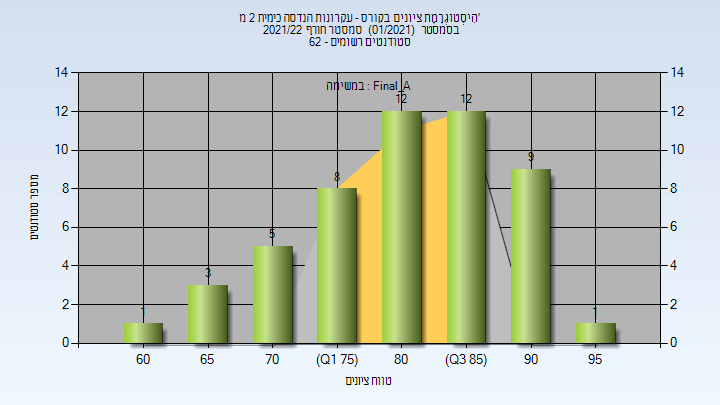 הִיסְטוֹגְרָמַת ציונים בקורס - עקרונות הנדסה כימית 2 מ'
בסמסטר (01/2021) סמסטר חורף 2021/22
סטודנטים רשומים - 62
במשימה : Final_A
מספר סטודנטים
14 14
12 12
10 10
8 8
6 6
4 4
2 2
0 0
1 3 5 8 12 12 9 1
60 65 70 (Q1 75) 80 (Q3 85) 90 95
טווח ציונים